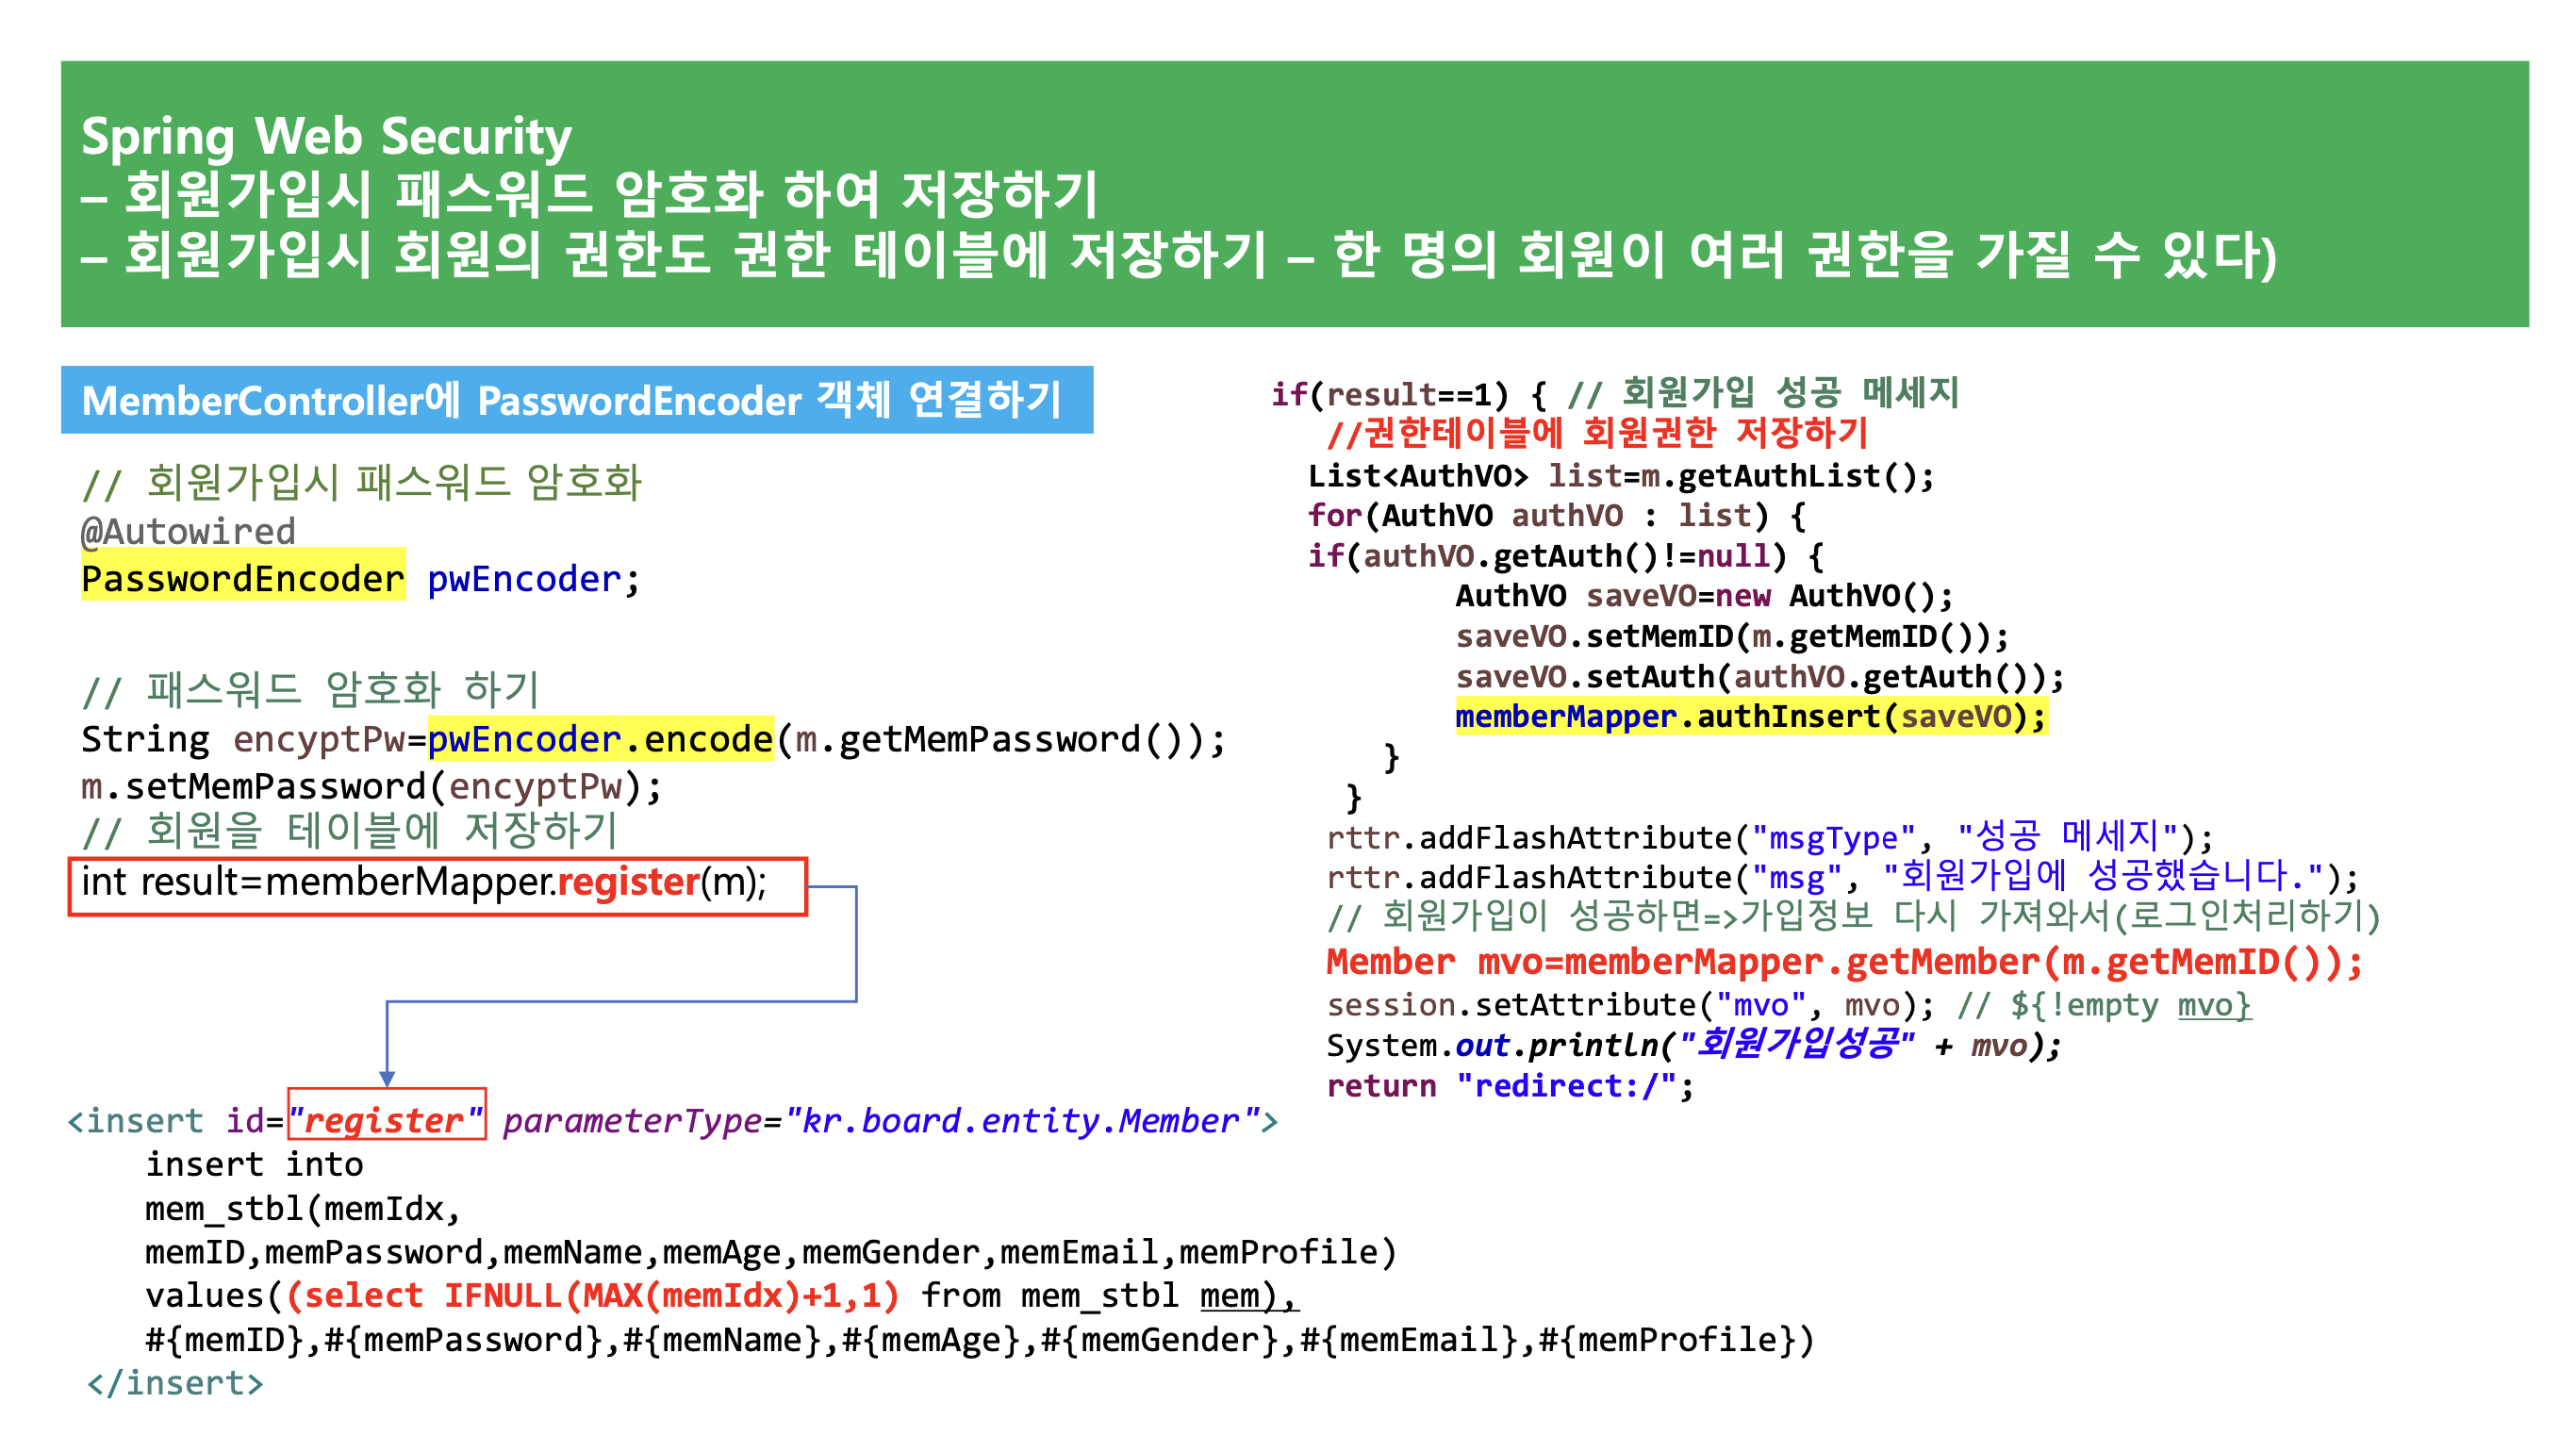 Spring Web Security
– 회원가입시 패스워드 암호화 하여 저장하기
– 회원가입시 회원의 권한도 권한 테이블에 저장하기 – 한 명의 회원이 여러 권한을 가질 수 있다)
MemberController에 PasswordEncoder 객체 연결하기
// 회원가입시 패스워드 암호화
@Autowired
PasswordEncoder pwEncoder;
// 패스워드 암호화 하기
String encyptPw=pwEncoder.encode(m.getMemPassword());
m.setMemPassword(encyptPw);
// 회원을 테이블에 저장하기
int result=memberMapper.register(m);
<insert id="register" parameterType="kr.board.entity.Member">
insert into
mem_stbl(memIdx,
memID,memPassword,memName,memAge,memGender,memEmail,memProfile)
values((select IFNULL(MAX(memIdx)+1,1) from mem_stbl mem),
#{memID},#{memPassword},#{memName},#{memAge},#{memGender},#{memEmail},#{memProfile})
</insert>
if(result==1) { // 회원가입 성공 메세지
//권한테이블에 회원권한 저장하기
List<AuthVO> list=m.getAuthList();
for(AuthVO authVO : list) {
if(authVO.getAuth()!=null) {
AuthVO saveVO=new AuthVO();
saveVO.setMemID(m.getMemID());
saveVO.setAuth(authVO.getAuth());
memberMapper.authInsert(saveVO);
}
}
rttr.addFlashAttribute("msgType", "성공 메세지");
rttr.addFlashAttribute("msg", "회원가입에 성공했습니다.");
// 회원가입이 성공하면=>가입정보 다시 가져와서(로그인처리하기)
Member mvo=memberMapper.getMember(m.getMemID());
session.setAttribute("mvo", mvo); // ${!empty mvo}
System.out.println("회원가입성공" + mvo);
return "redirect:/";